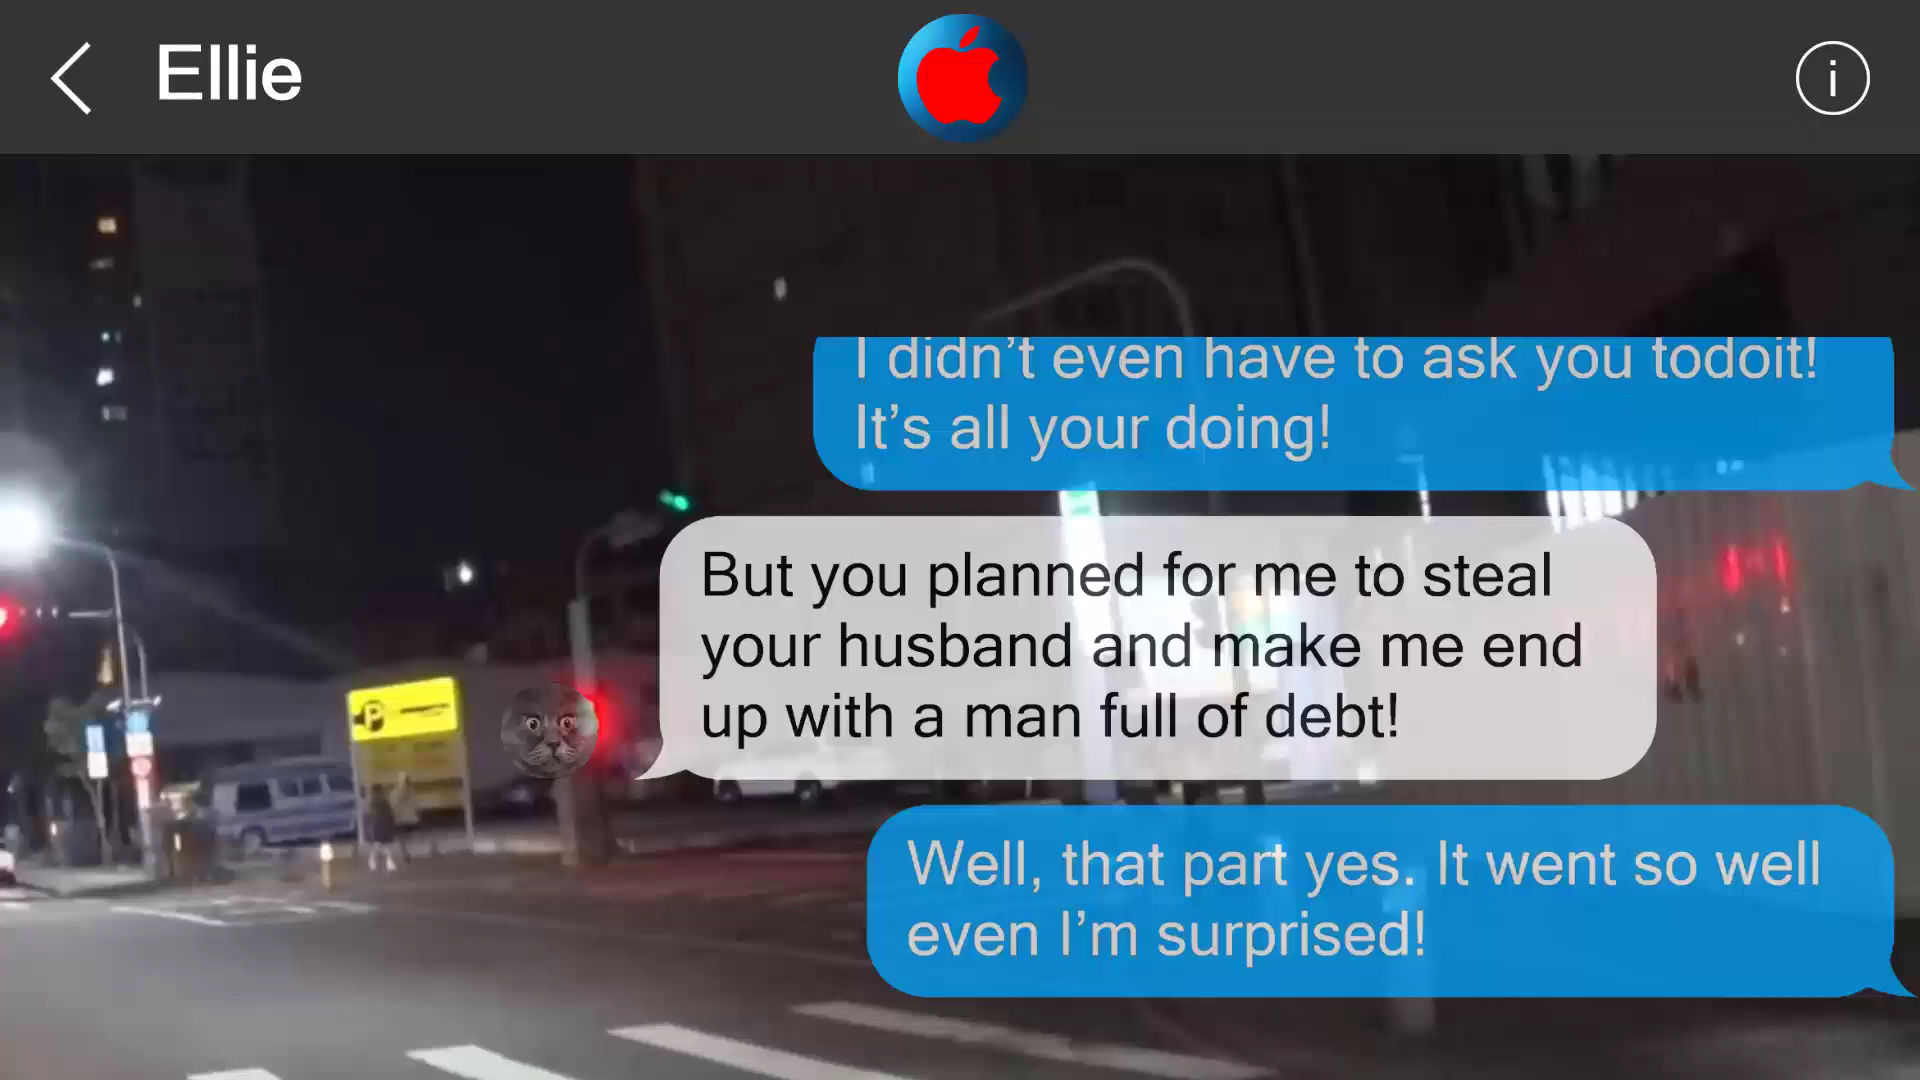 Ellie
I didn’t even have to ask you todoit!
It’s all your doing!
But you planned for me to steal
your husband and make me end
up with a man full of debt!
Well, that part yes. It went so well
even I’m surprised!